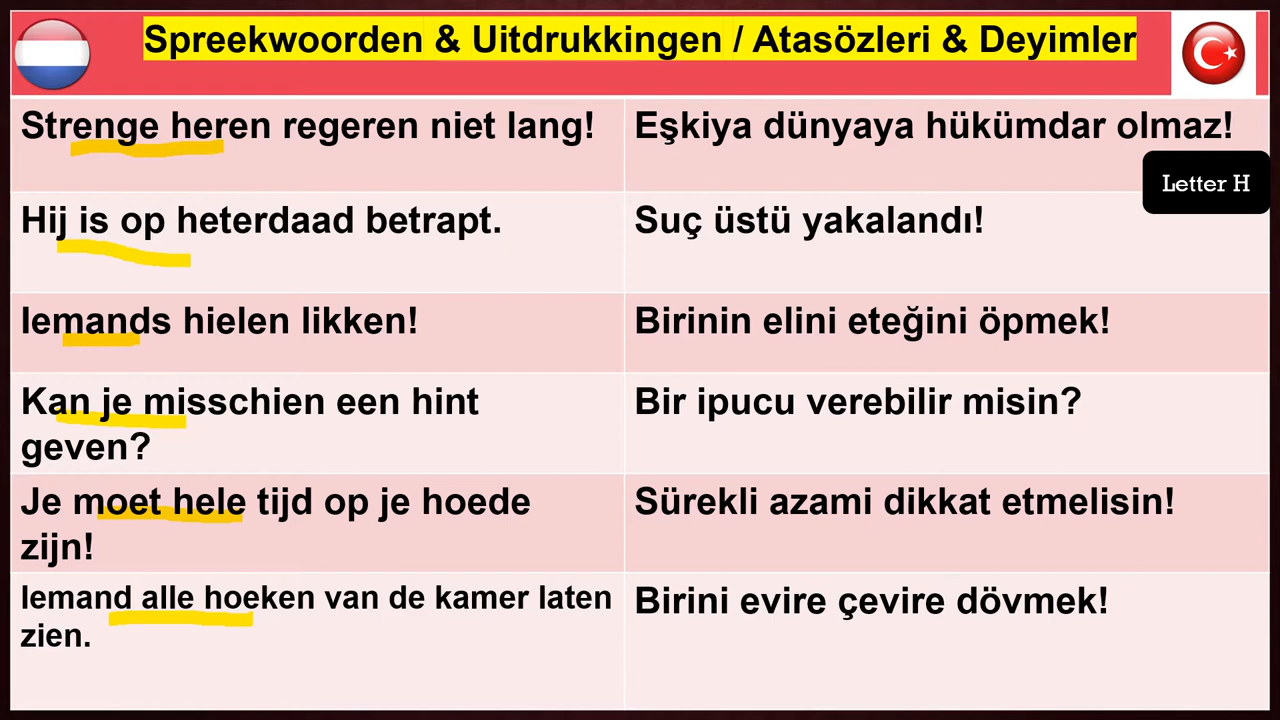 Spreekwoorden & Uitdrukkingen / Atasözleri & Deyimler
Strenge heren regeren niet lang!
Eşkiya dünyaya hükümdar olmaz!
Letter H
Hij is op heterdaad betrapt.
Suç üstü yakalandı!
Iemands hielen likken!
Birinin elini eteğini öpmek!
Kan je misschien een hint
geven?
Bir ipucu verebilir misin?
Je moet hele tijd op je hoede
zijn!
Sürekli azami dikkat etmelisin!
Iemand alle hoeken van de kamer laten
zien.
Birini evire çevire dövmek!